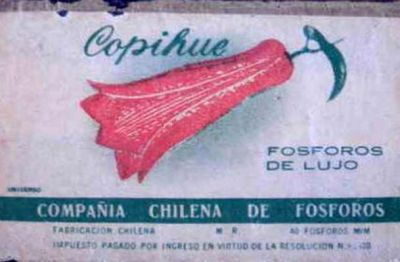 Copihue
FOSFOROS
DE LUJO
UNIVERSO
COMPAÑIA CHILENA DE FOSFOROS
FABRICACION CHILENA M. R. 40 FOSFOROS M/M
IMPUESTO PAGADO POR INGRESO EN VIRTUD DE LA RESOLUCION N.º